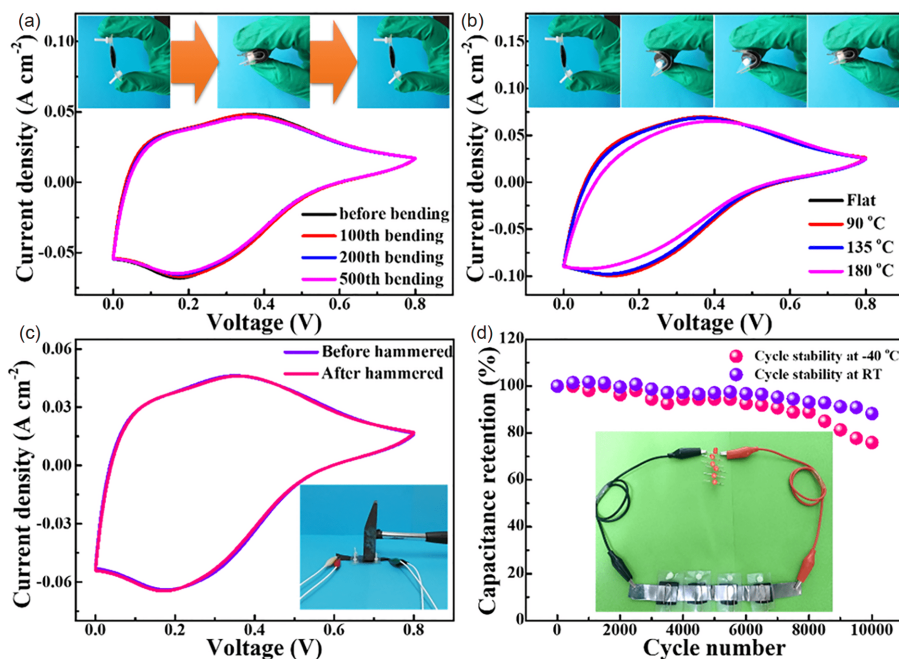 (a)
Current density (A cm⁻²)
0.10
0.05
0.00
-0.05
before bending
100th bending
200th bending
500th bending
0.0 0.2 0.4 0.6 0.8
Voltage (V)
(b)
Current density (A cm⁻²)
0.15
0.10
0.05
0.00
-0.05
-0.10
Flat
90 °C
135 °C
180 °C
0.0 0.2 0.4 0.6 0.8
Voltage (V)
(c)
Current density (A cm⁻²)
0.06
0.03
0.00
-0.03
-0.06
Before hammered
After hammered
0.0 0.2 0.4 0.6 0.8
Voltage (V)
(d)
Capacitance retention (%)
120
100
80
60
40
20
0
Cycle stability at -40 °C
Cycle stability at RT
0 2000 4000 6000 8000 10000
Cycle number